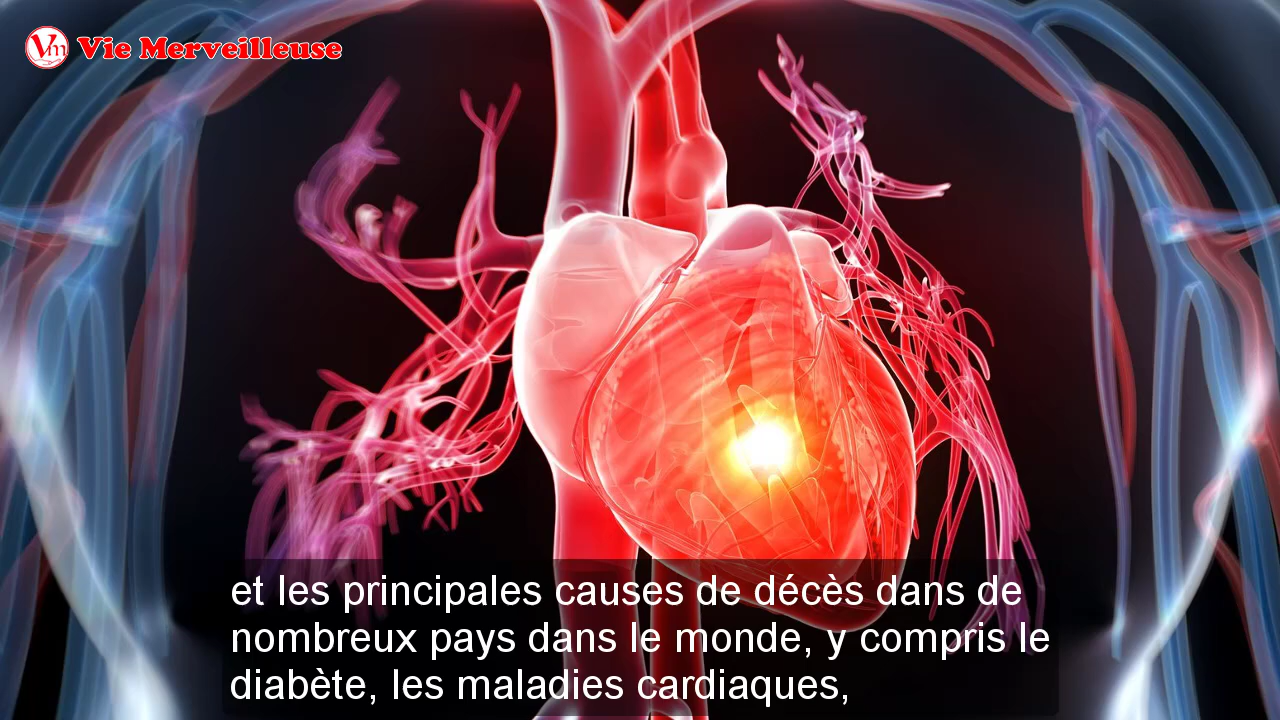 Vm Vie Merveilleuse
et les principales causes de décès dans de
nombreux pays dans le monde, y compris le
diabète, les maladies cardiaques,